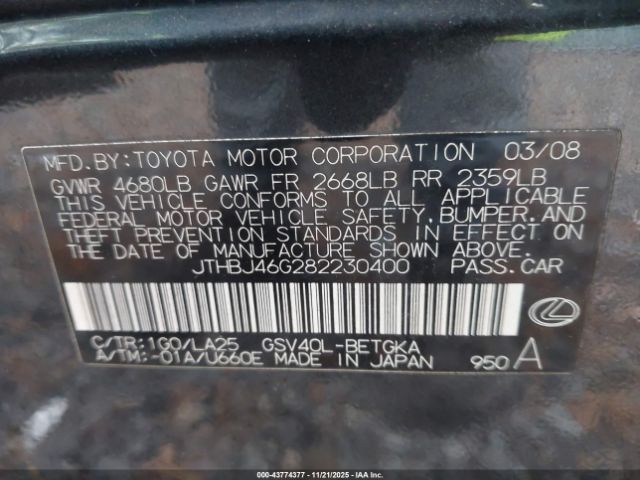 MFD. BY: TOYOTA MOTOR CORPORATION 03/08
GVWR 4680LB GAWR FR 2668LB RR 2359LB
THIS VEHICLE CONFORMS TO ALL APPLICABLE
FEDERAL MOTOR VEHICLE SAFETY, BUMPER, AND
THEFT PREVENTION STANDARDS IN EFFECT ON
THE DATE OF MANUFACTURE SHOWN ABOVE.
JTHBJ46G282230400 PASS. CAR
C/TR: 1G0/LA25 GSV40L-BETGKA
A/TM: -01A/U660E MADE IN JAPAN 950 A
000-43774377 - 11/21/2025 - IAA Inc.